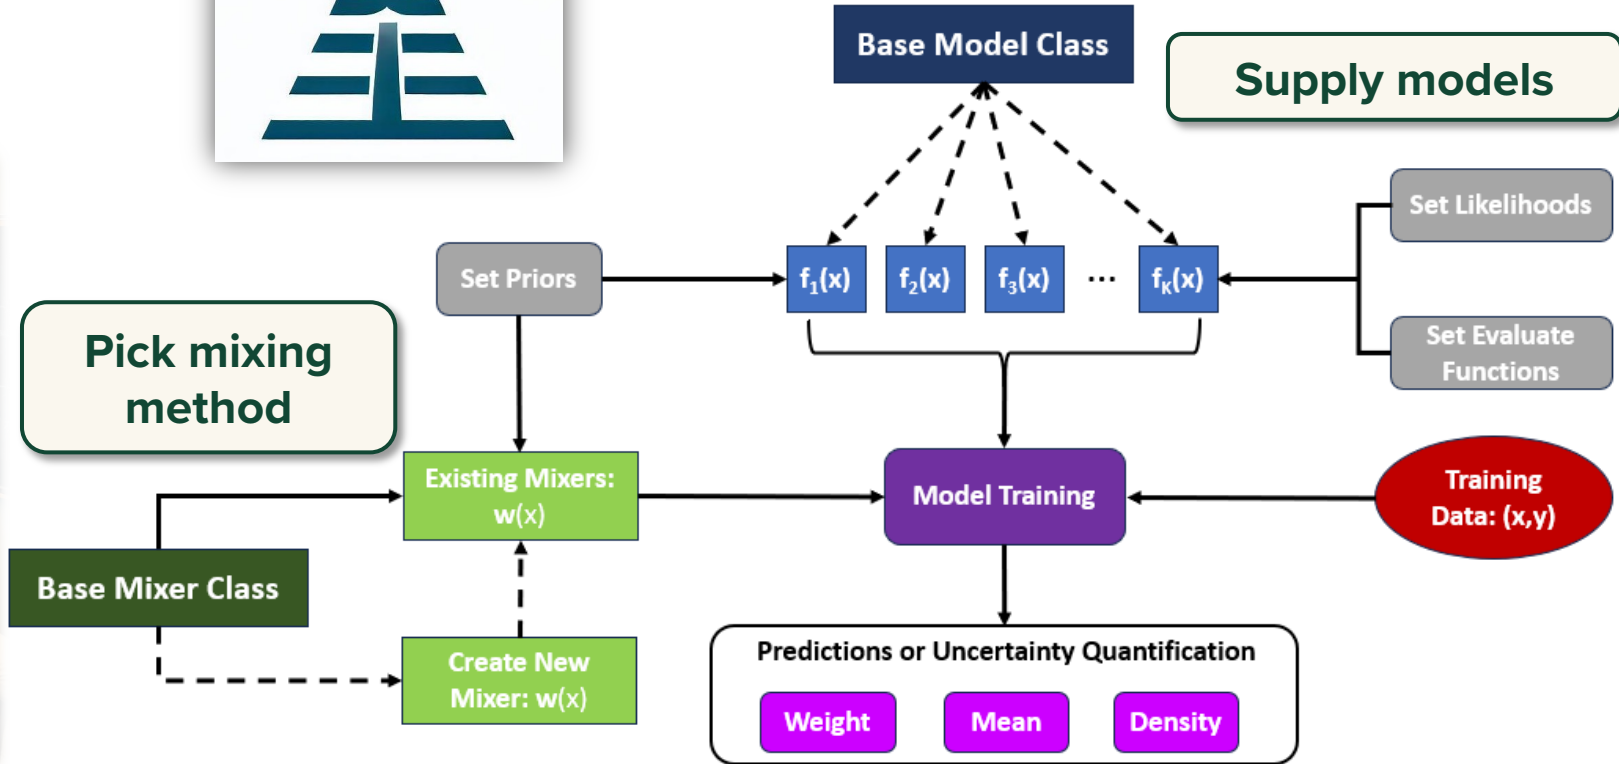 Base Model Class
Supply models
Set Likelihoods
Set Priors
f₁(x)
f₂(x)
f₃(x)
...
fₖ(x)
Set Evaluate
Functions
Pick mixing
method
Existing Mixers:
w(x)
Model Training
Training
Data: (x,y)
Base Mixer Class
Create New
Mixer: w(x)
Predictions or Uncertainty Quantification
Weight
Mean
Density